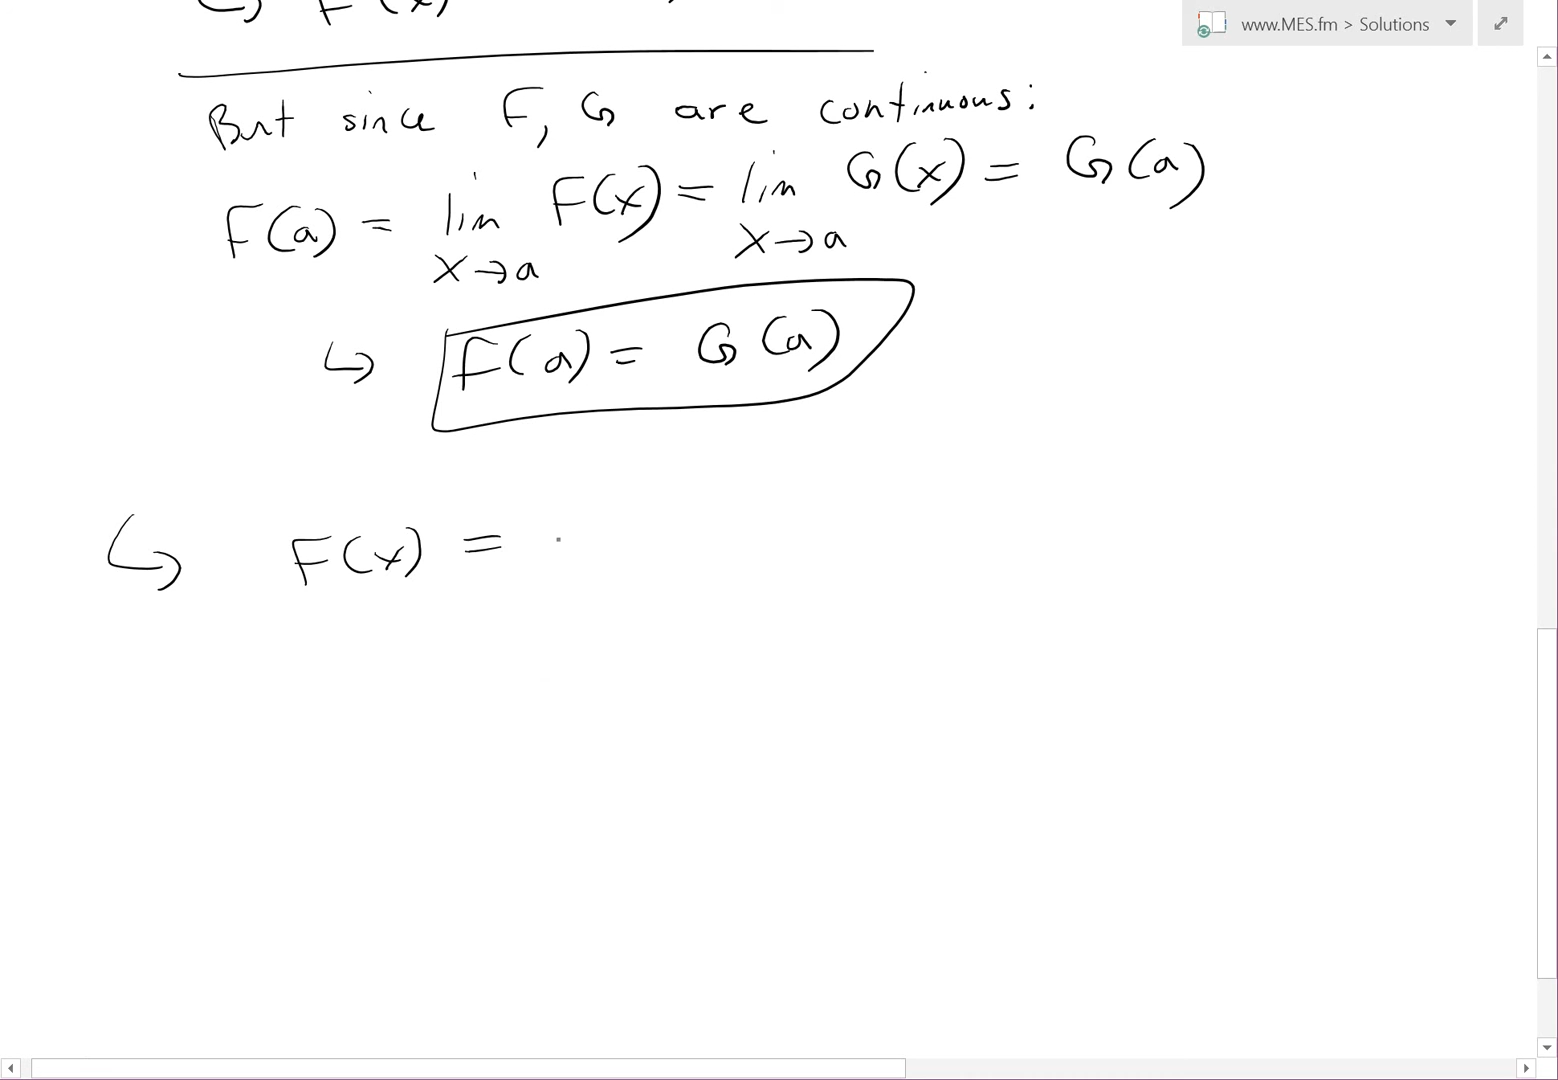 www.MES.fm > Solutions
↳ F(x)
But since F, G are continuous:
F(a) = lim x→a F(x) = lim x→a G(x) = G(a)
↳ F(a) = G(a)
↳ F(x) =